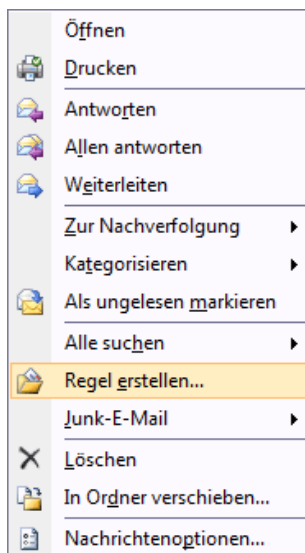 Öffnen
Drucken
Antworten
Allen antworten
Weiterleiten
Zur Nachverfolgung
Kategorisieren
Als ungelesen markieren
Alle suchen
Regel erstellen...
Junk-E-Mail
Löschen
In Ordner verschieben...
Nachrichtenoptionen...